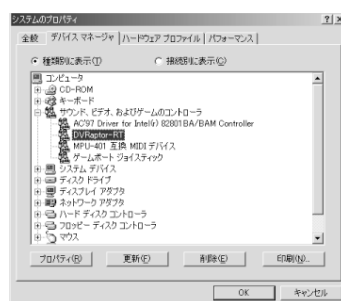 システムのプロパティ
? ×
全般 デバイス マネージャ ハードウェア プロファイル パフォーマンス
種類別に表示(T) 接続別に表示(C)
コンピュータ
CD-ROM
キーボード
サウンド、ビデオ、およびゲームのコントローラ
AC'97 Driver for Intel(r) 82801BA/BAM Controller
DVRaptor-RT
MPU-401 互換 MIDI デバイス
ゲームポート ジョイスティック
システム デバイス
ディスク ドライブ
ディスプレイ アダプタ
ネットワーク アダプタ
ハード ディスク コントローラ
フロッピー ディスク コントローラ
マウス
プロパティ(R) 更新(F) 削除(E) 印刷(N)...
OK キャンセル